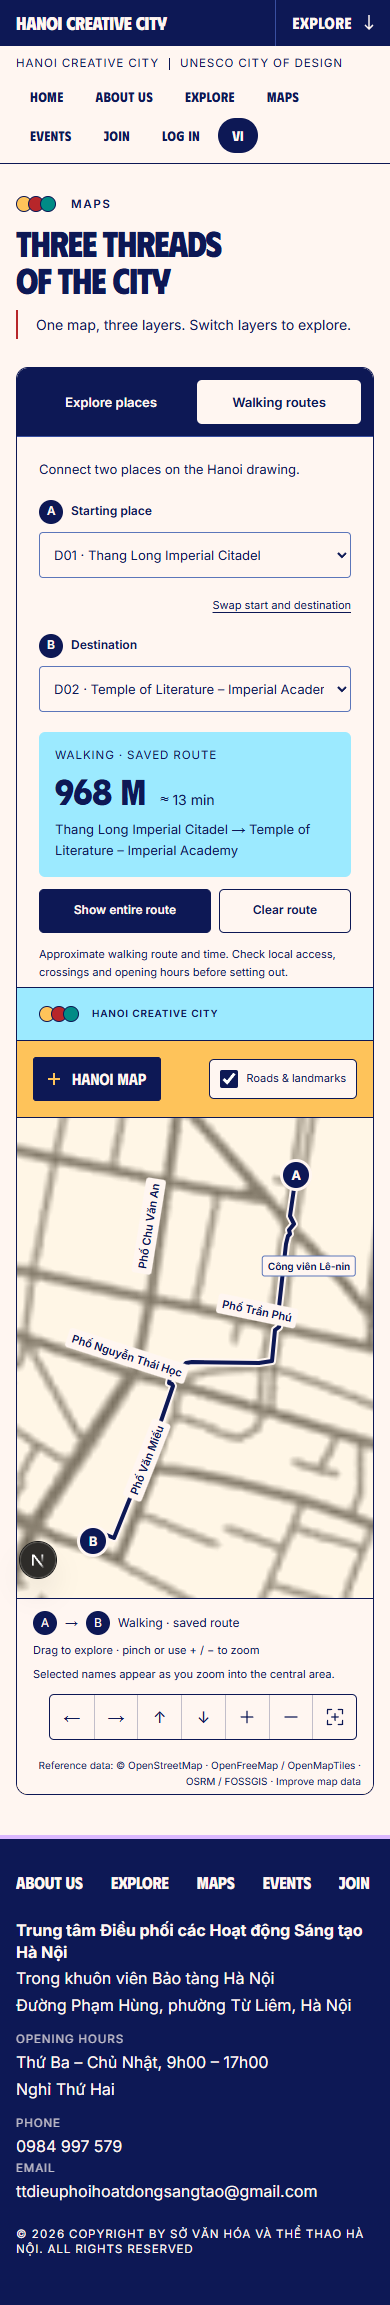 HANOI CREATIVE CITY
EXPLORE ↓
HANOI CREATIVE CITY | UNESCO CITY OF DESIGN
HOME ABOUT US EXPLORE MAPS
EVENTS JOIN LOG IN VI
MAPS
THREE THREADS
OF THE CITY
One map, three layers. Switch layers to explore.
Explore places Walking routes
Connect two places on the Hanoi drawing.
A Starting place
D01 · Thang Long Imperial Citadel
Swap start and destination
B Destination
D02 · Temple of Literature – Imperial Acader
WALKING · SAVED ROUTE
968 M ≈ 13 min
Thang Long Imperial Citadel → Temple of
Literature – Imperial Academy
Show entire route Clear route
Approximate walking route and time. Check local access,
crossings and opening hours before setting out.
HANOI CREATIVE CITY
+ HANOI MAP Roads & landmarks
A
Phố Chu Văn An
Công viên Lê-nin
Phố Trần Phú
Phố Nguyễn Thái Học
Phố Văn Miếu
B
N
A → B Walking · saved route
Drag to explore · pinch or use + / − to zoom
Selected names appear as you zoom into the central area.
← → ↑ ↓ + −
Reference data: © OpenStreetMap · OpenFreeMap / OpenMapTiles ·
OSRM / FOSSGIS · Improve map data
ABOUT US EXPLORE MAPS EVENTS JOIN
Trung tâm Điều phối các Hoạt động Sáng tạo
Hà Nội
Trong khuôn viên Bảo tàng Hà Nội
Đường Phạm Hùng, phường Từ Liêm, Hà Nội
OPENING HOURS
Thứ Ba – Chủ Nhật, 9h00 – 17h00
Nghỉ Thứ Hai
PHONE
0984 997 579
EMAIL
ttdieuphoihoatdongsangtao@gmail.com
© 2026 COPYRIGHT BY SỞ VĂN HÓA VÀ THỂ THAO HÀ
NỘI. ALL RIGHTS RESERVED